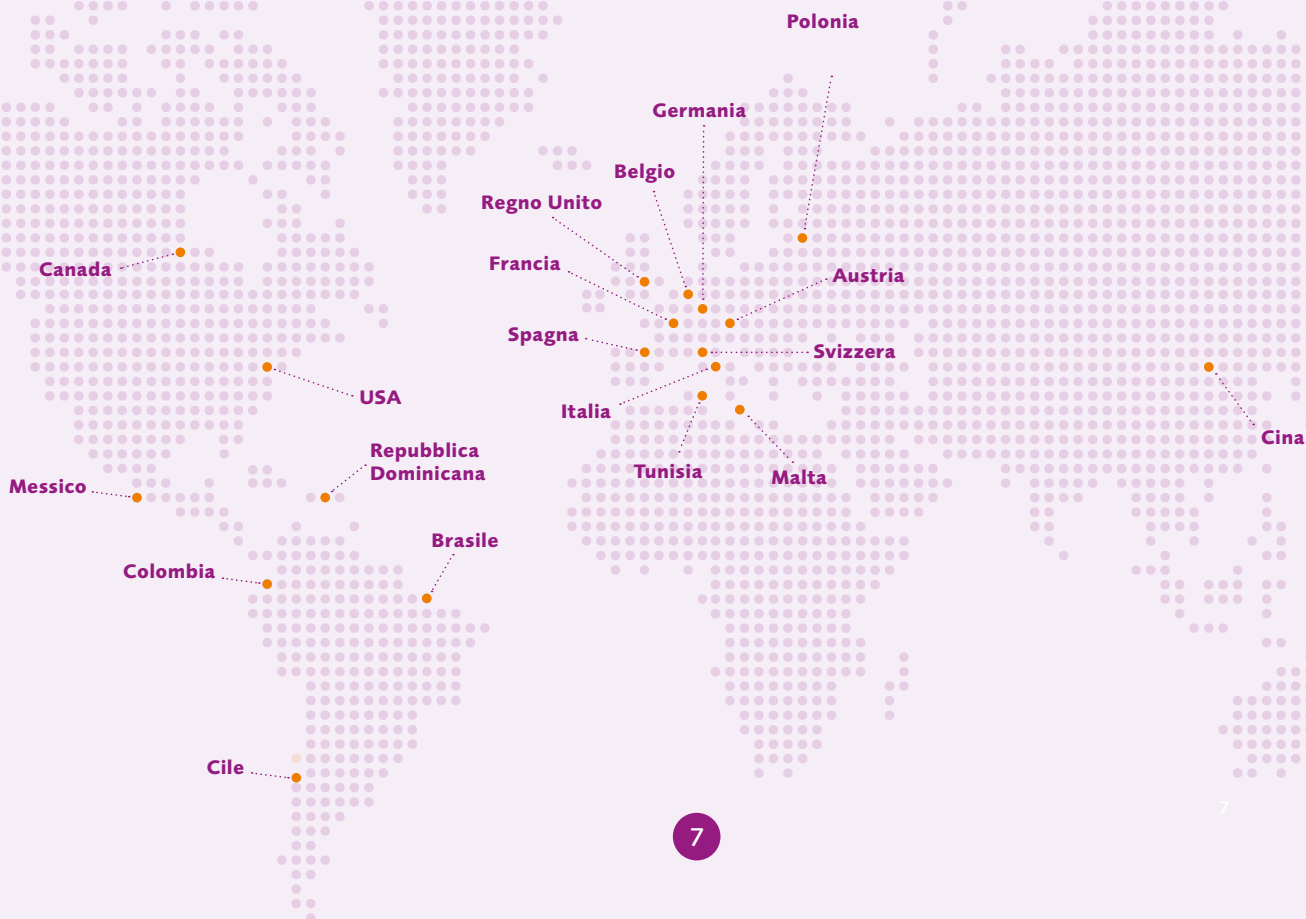 Polonia
Germania
Belgio
Regno Unito
Francia
Canada
Austria
Spagna
Svizzera
USA
Italia
Cina
Repubblica
Dominicana
Tunisia
Malta
Messico
Brasile
Colombia
Cile
7
7